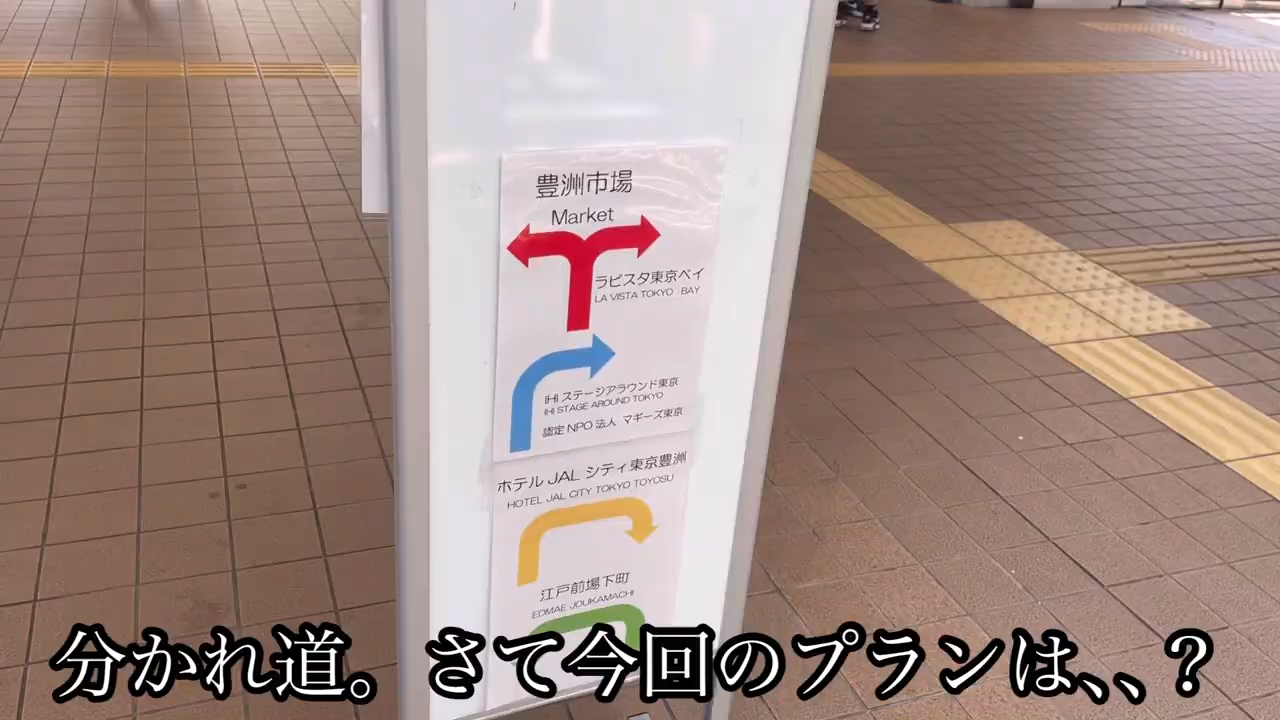 豊洲市場
Market
ラビスタ東京ベイ
LA VISTA TOKYO BAY
IHI ステージアラウンド東京
IHI STAGE AROUND TOKYO
認定 NPO 法人 マギーズ東京
ホテル JAL シティ東京豊洲
HOTEL JAL CITY TOKYO TOYOSU
江戸前場下町
EDMAE JOUKAMACHI
分かれ道。さて今回のプランは、、？